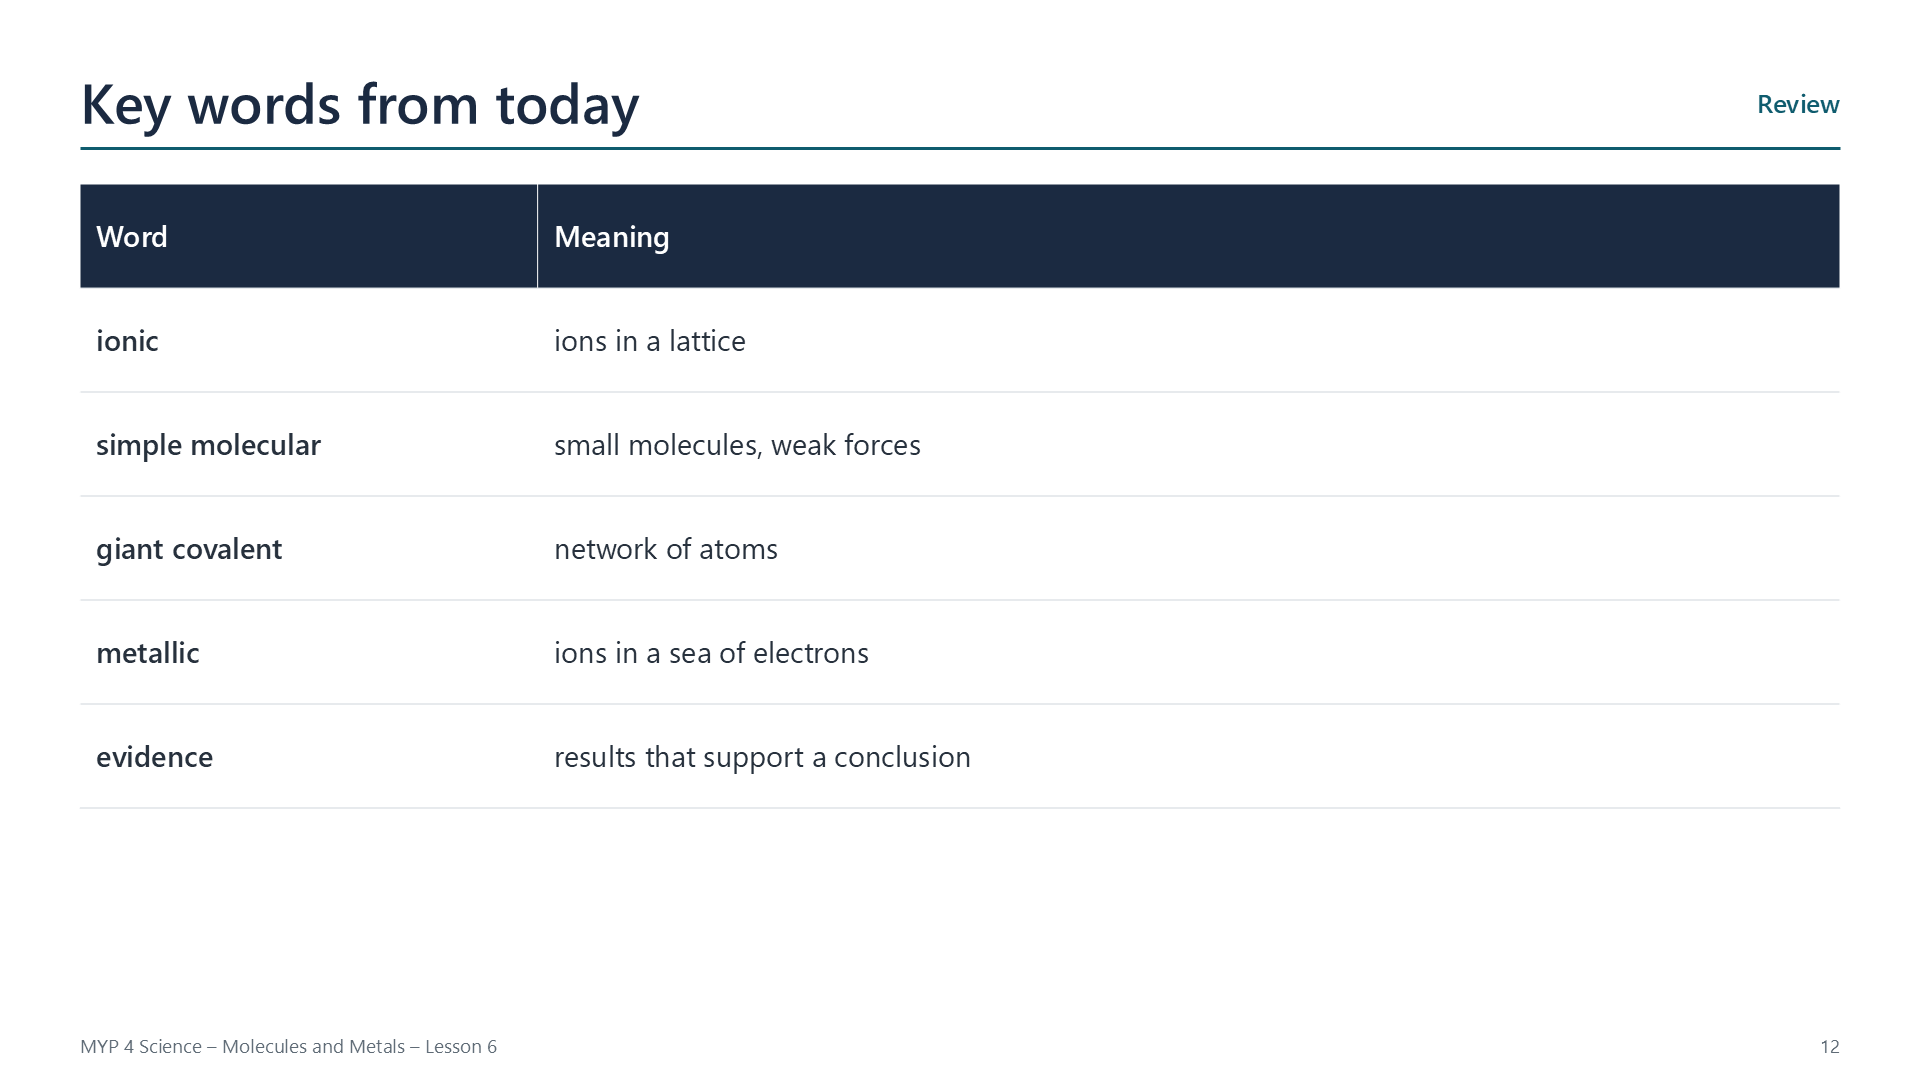 Key words from today
Review
Word
Meaning
ionic
ions in a lattice
simple molecular
small molecules, weak forces
giant covalent
network of atoms
metallic
ions in a sea of electrons
evidence
results that support a conclusion
MYP 4 Science – Molecules and Metals – Lesson 6
12